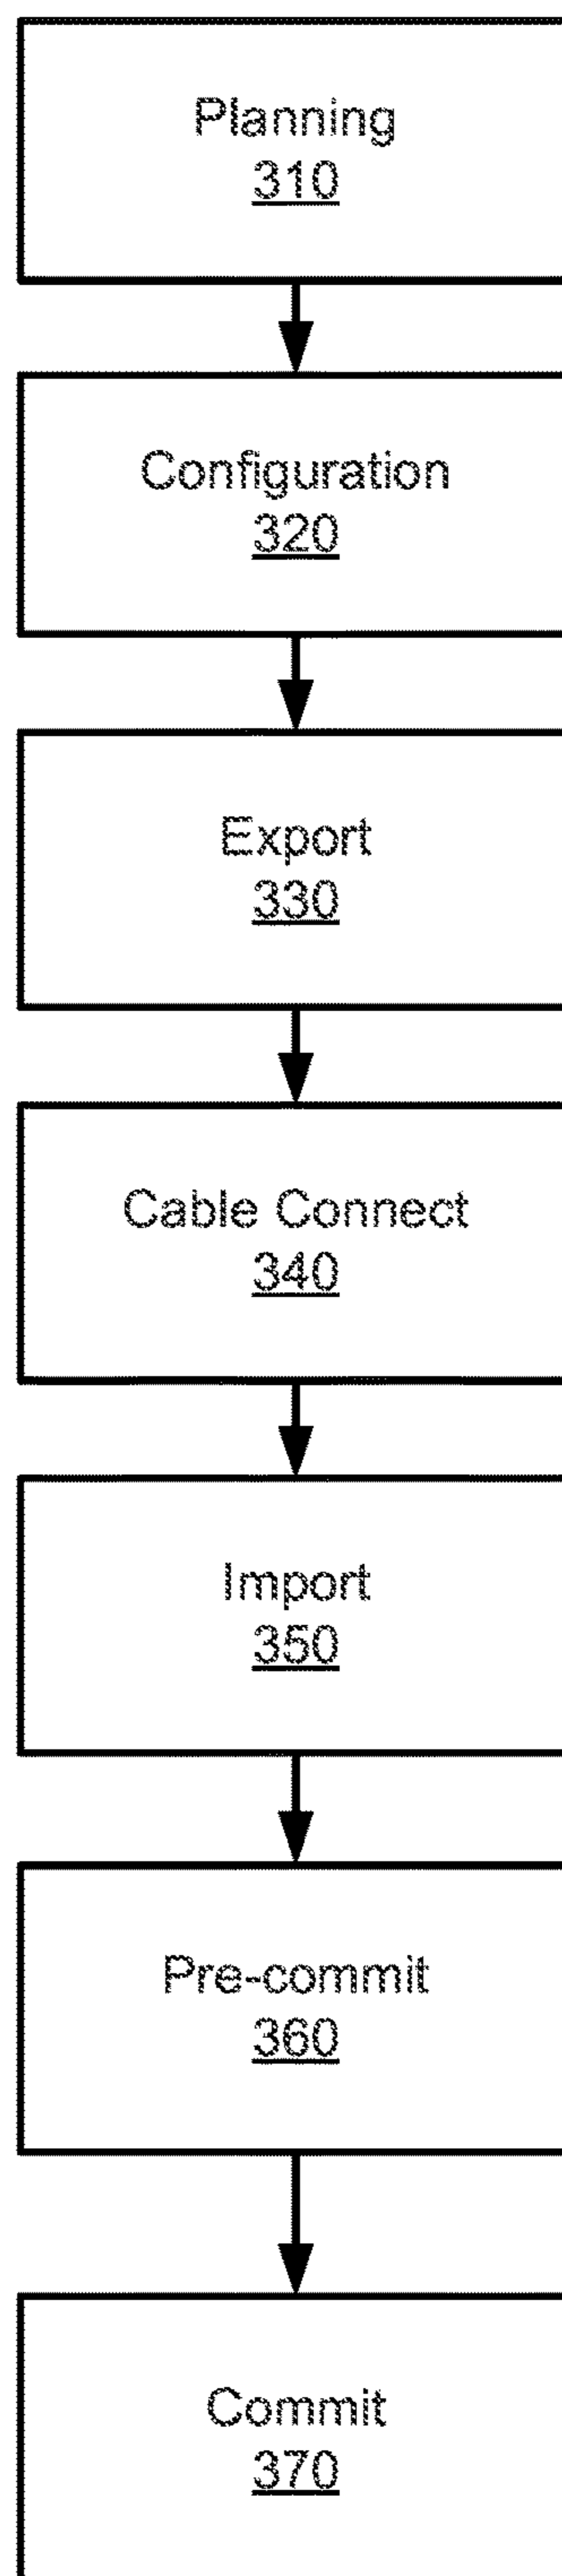 Planning
310
Configuration
320
Export
330
Cable Connect
340
Import
350
Pre-commit
360
Commit
370